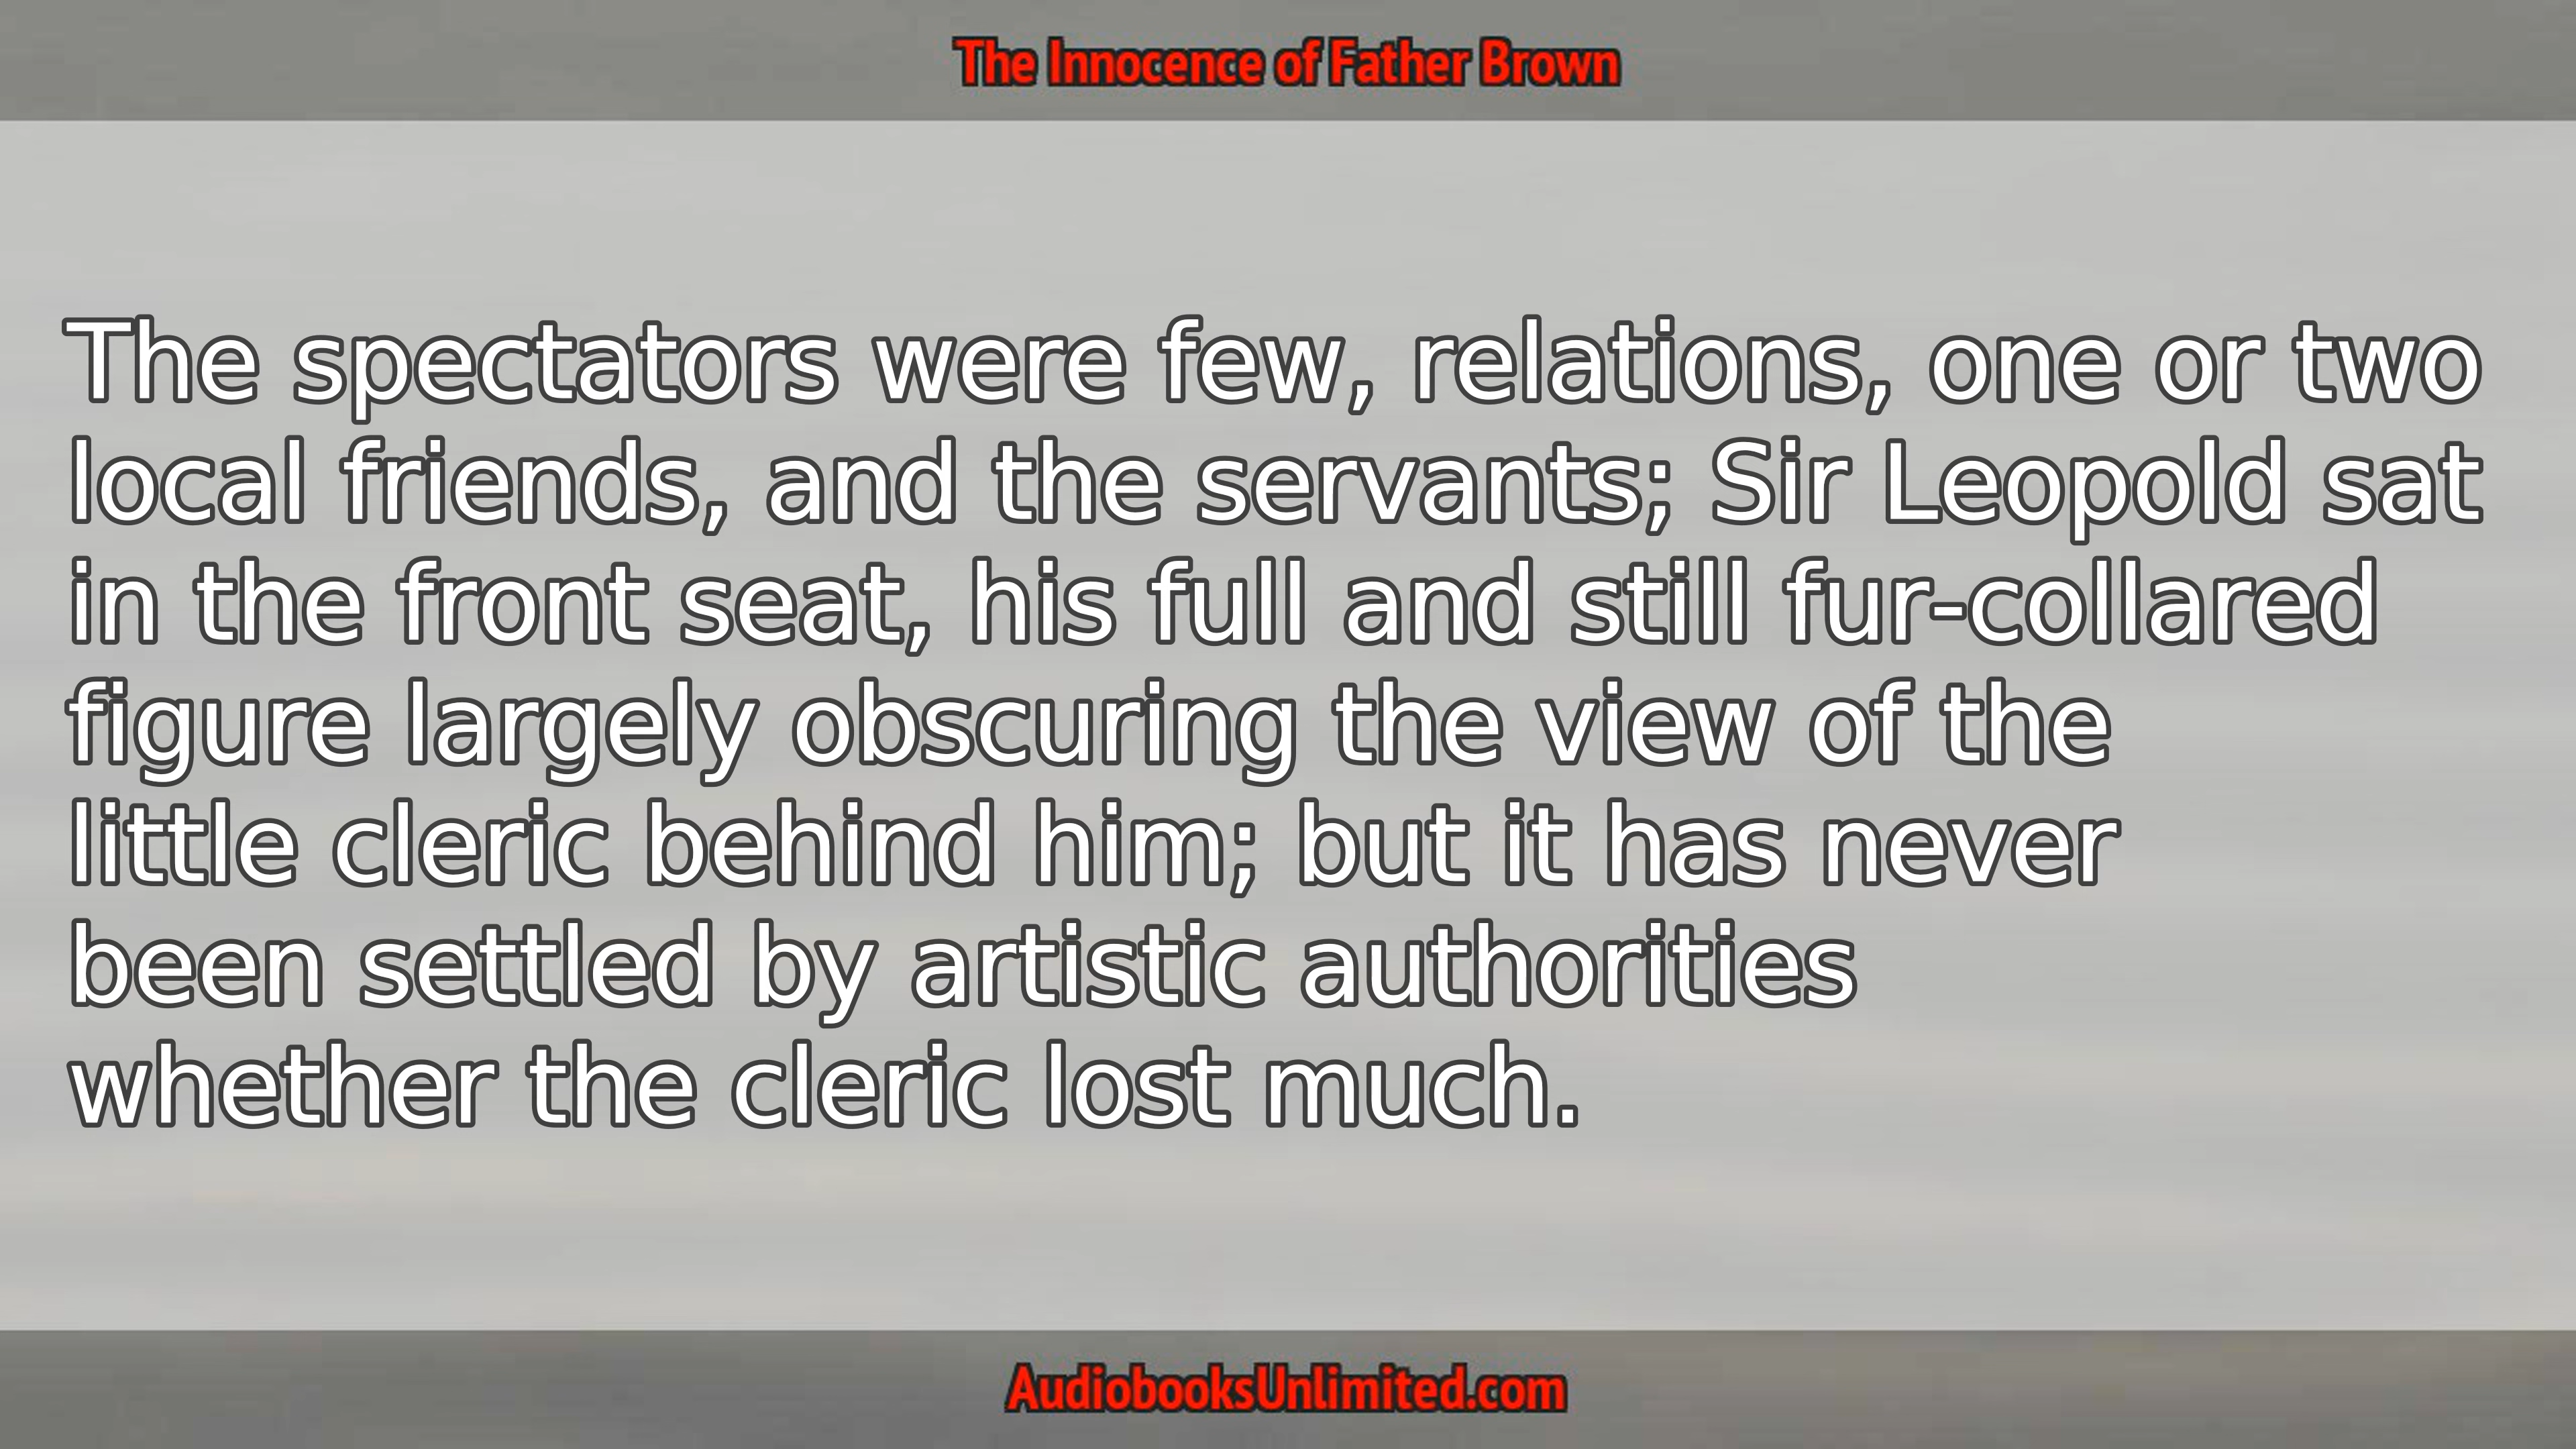 The Innocence of Father Brown
The spectators were few, relations, one or two
local friends, and the servants; Sir Leopold sat
in the front seat, his full and still fur-collared
figure largely obscuring the view of the
little cleric behind him; but it has never
been settled by artistic authorities
whether the cleric lost much.
AudiobooksUnlimited.com